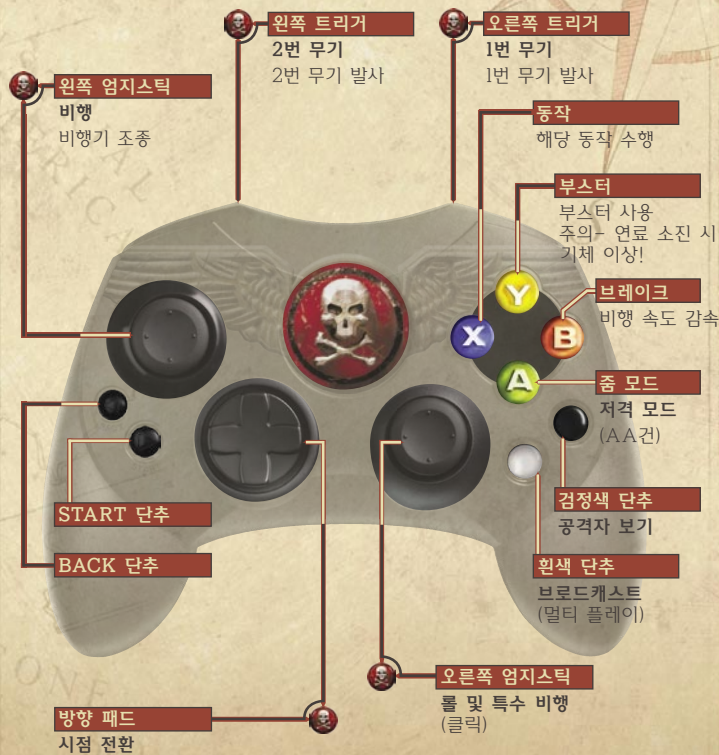 왼쪽 트리거
2번 무기
2번 무기 발사
오른쪽 트리거
1번 무기
1번 무기 발사
왼쪽 엄지스틱
비행
비행기 조종
동작
해당 동작 수행
부스터
부스터 사용
주의- 연료 소진 시
기체 이상!
브레이크
비행 속도 감속
줌 모드
저격 모드
(AA건)
Y
X
B
A
검정색 단추
공격자 보기
START 단추
BACK 단추
흰색 단추
브로드캐스트
(멀티 플레이)
오른쪽 엄지스틱
롤 및 특수 비행
(클릭)
방향 패드
시점 전환